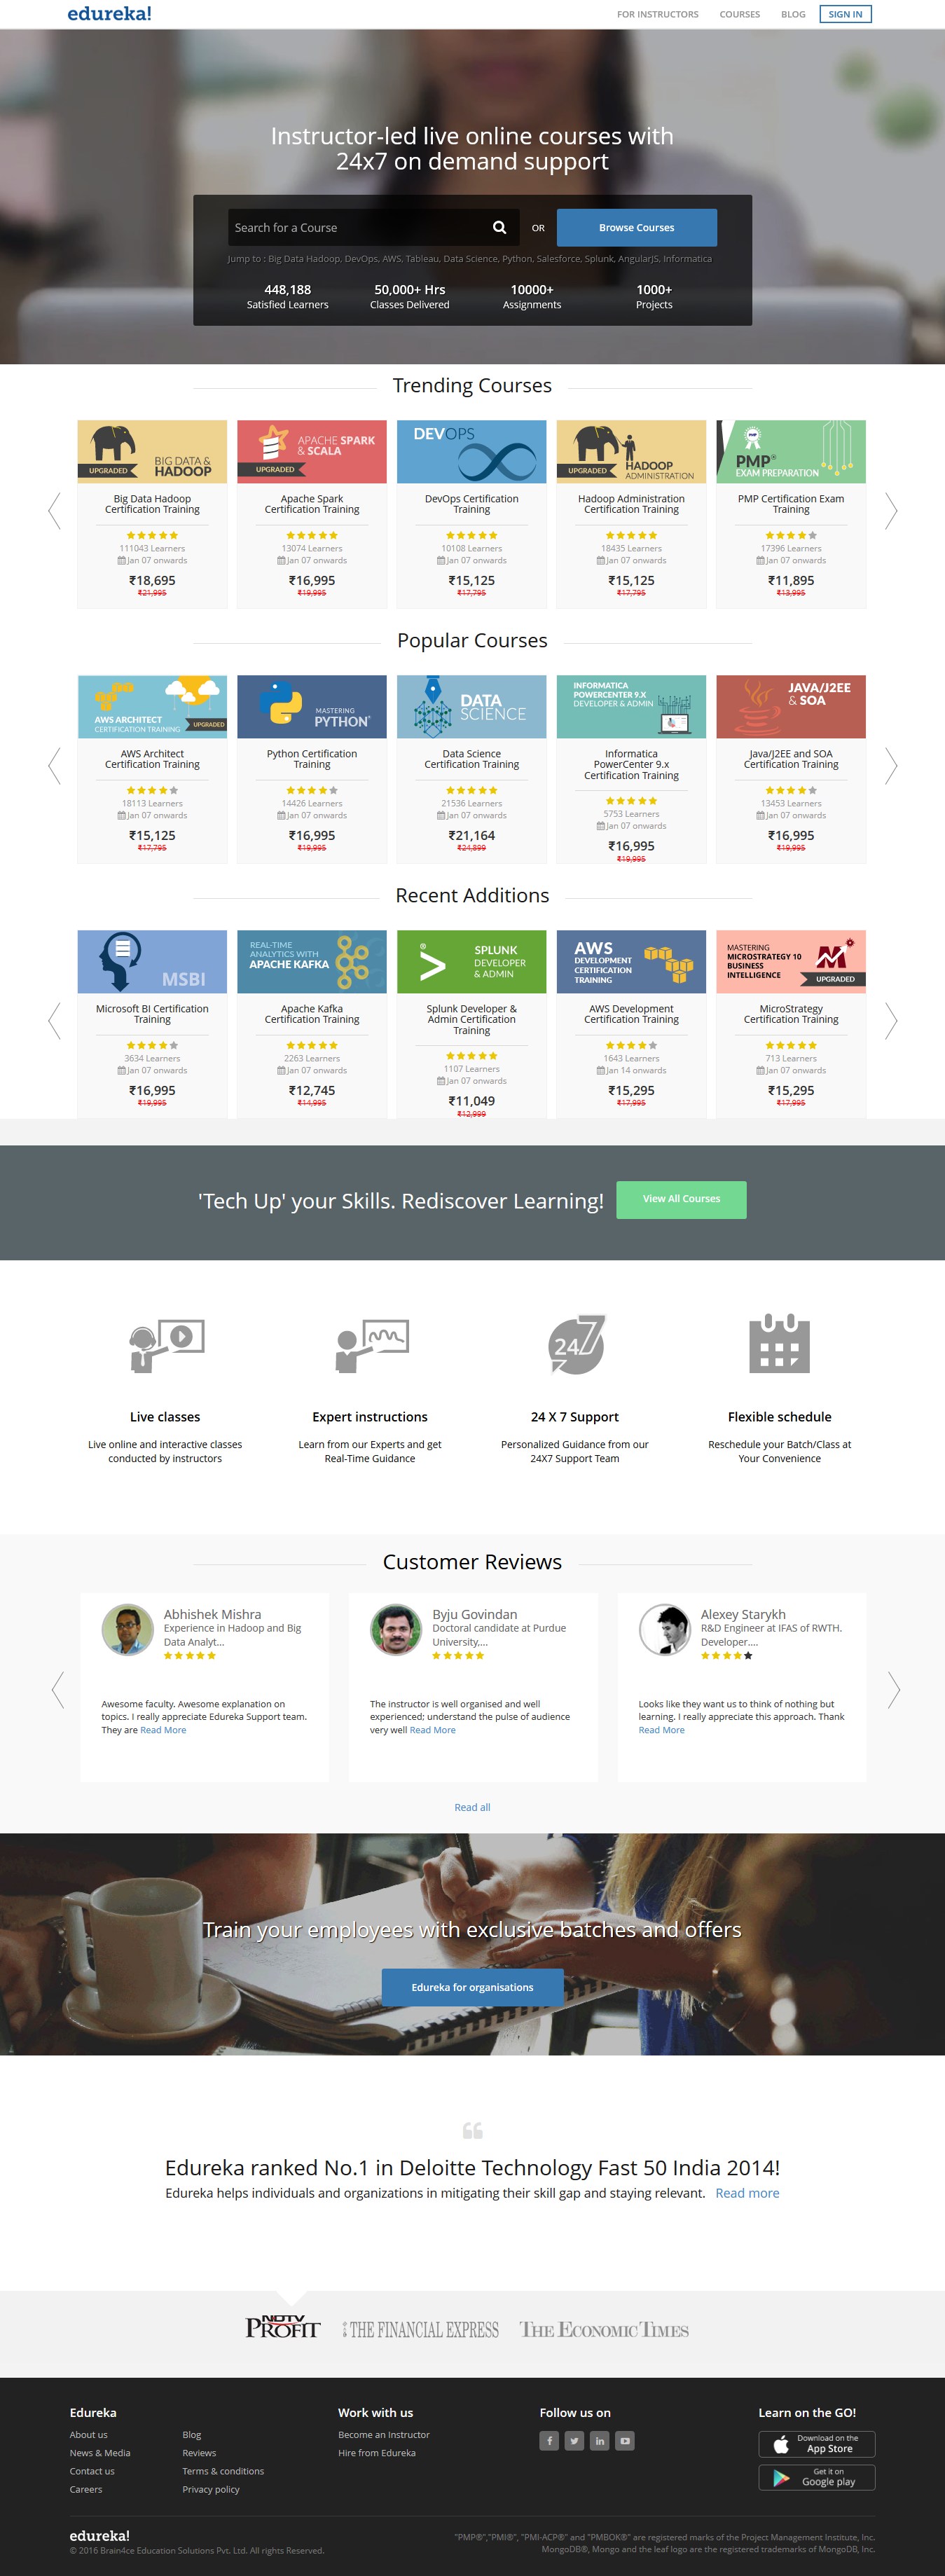 edureka!
FOR INSTRUCTORS COURSES BLOG SIGN IN
Instructor-led live online courses with
24x7 on demand support
Search for a Course OR Browse Courses
Jump to : Big Data Hadoop, DevOps, AWS, Tableau, Data Science, Python, Salesforce, Splunk, AngularJS, Informatica
448,188 50,000+ Hrs 10000+ 1000+
Satisfied Learners Classes Delivered Assignments Projects
Trending Courses
BIG DATA &
HADOOP
UPGRADED
Big Data Hadoop
Certification Training
111043 Learners
Jan 07 onwards
₹18,695
₹21,995
APACHE SPARK
& SCALA
UPGRADED
Apache Spark
Certification Training
13074 Learners
Jan 07 onwards
₹16,995
₹19,995
DEVOPS
DevOps Certification
Training
10108 Learners
Jan 07 onwards
₹15,125
₹17,795
HADOOP
ADMINISTRATION
UPGRADED
Hadoop Administration
Certification Training
18435 Learners
Jan 07 onwards
₹15,125
₹17,795
PMP®
EXAM PREPARATION
PMP Certification Exam
Training
17396 Learners
Jan 07 onwards
₹11,895
₹13,995
Popular Courses
AWS ARCHITECT
CERTIFICATION TRAINING
UPGRADED
AWS Architect
Certification Training
18113 Learners
Jan 07 onwards
₹15,125
₹17,795
MASTERING
PYTHON®
Python Certification
Training
14426 Learners
Jan 07 onwards
₹16,995
₹19,995
DATA
SCIENCE
Data Science
Certification Training
21536 Learners
Jan 07 onwards
₹21,164
₹24,899
INFORMATICA
POWERCENTER 9.X
DEVELOPER & ADMIN
Informatica
PowerCenter 9.x
Certification Training
5753 Learners
Jan 07 onwards
₹16,995
₹19,995
JAVA/J2EE
& SOA
Java/J2EE and SOA
Certification Training
13453 Learners
Jan 07 onwards
₹16,995
₹19,995
Recent Additions
MSBI
Microsoft BI Certification
Training
3634 Learners
Jan 07 onwards
₹16,995
₹19,995
REAL-TIME
ANALYTICS WITH
APACHE KAFKA
Apache Kafka
Certification Training
2263 Learners
Jan 07 onwards
₹12,745
₹14,995
®
SPLUNK
DEVELOPER
& ADMIN
Splunk Developer &
Admin Certification
Training
1107 Learners
Jan 07 onwards
₹11,049
₹12,999
AWS
DEVELOPMENT
CERTIFICATION
TRAINING
AWS Development
Certification Training
1643 Learners
Jan 14 onwards
₹15,295
₹17,995
MASTERING
MICROSTRATEGY 10
BUSINESS
INTELLIGENCE
UPGRADED
MicroStrategy
Certification Training
713 Learners
Jan 07 onwards
₹15,295
₹17,995
'Tech Up' your Skills. Rediscover Learning! View All Courses
24 7
Live classes
Live online and interactive classes
conducted by instructors
Expert instructions
Learn from our Experts and get
Real-Time Guidance
24 X 7 Support
Personalized Guidance from our
24X7 Support Team
Flexible schedule
Reschedule your Batch/Class at
Your Convenience
Customer Reviews
Abhishek Mishra
Experience in Hadoop and Big
Data Analyt...
Awesome faculty. Awesome explanation on
topics. I really appreciate Edureka Support team.
They are Read More
Byju Govindan
Doctoral candidate at Purdue
University,...
The instructor is well organised and well
experienced; understand the pulse of audience
very well Read More
Alexey Starykh
R&D Engineer at IFAS of RWTH.
Developer....
Looks like they want us to think of nothing but
learning. I really appreciate this approach. Thank
Read More
Read all
Train your employees with exclusive batches and offers
Edureka for organisations
Edureka ranked No.1 in Deloitte Technology Fast 50 India 2014!
Edureka helps individuals and organizations in mitigating their skill gap and staying relevant. Read more
NDTV
PROFIT
THE FINANCIAL EXPRESS
THE ECONOMIC TIMES
Edureka
About us
News & Media
Contact us
Careers
Blog
Reviews
Terms & conditions
Privacy policy
Work with us
Become an Instructor
Hire from Edureka
Follow us on
Learn on the GO!
Download on the
App Store
Get it on
Google play
edureka!
© 2016 Brain4ce Education Solutions Pvt. Ltd. All rights Reserved.
"PMP®","PMI®", "PMI-ACP®" and "PMBOK®" are registered marks of the Project Management Institute, Inc.
MongoDB®, Mongo and the leaf logo are the registered trademarks of MongoDB, Inc.